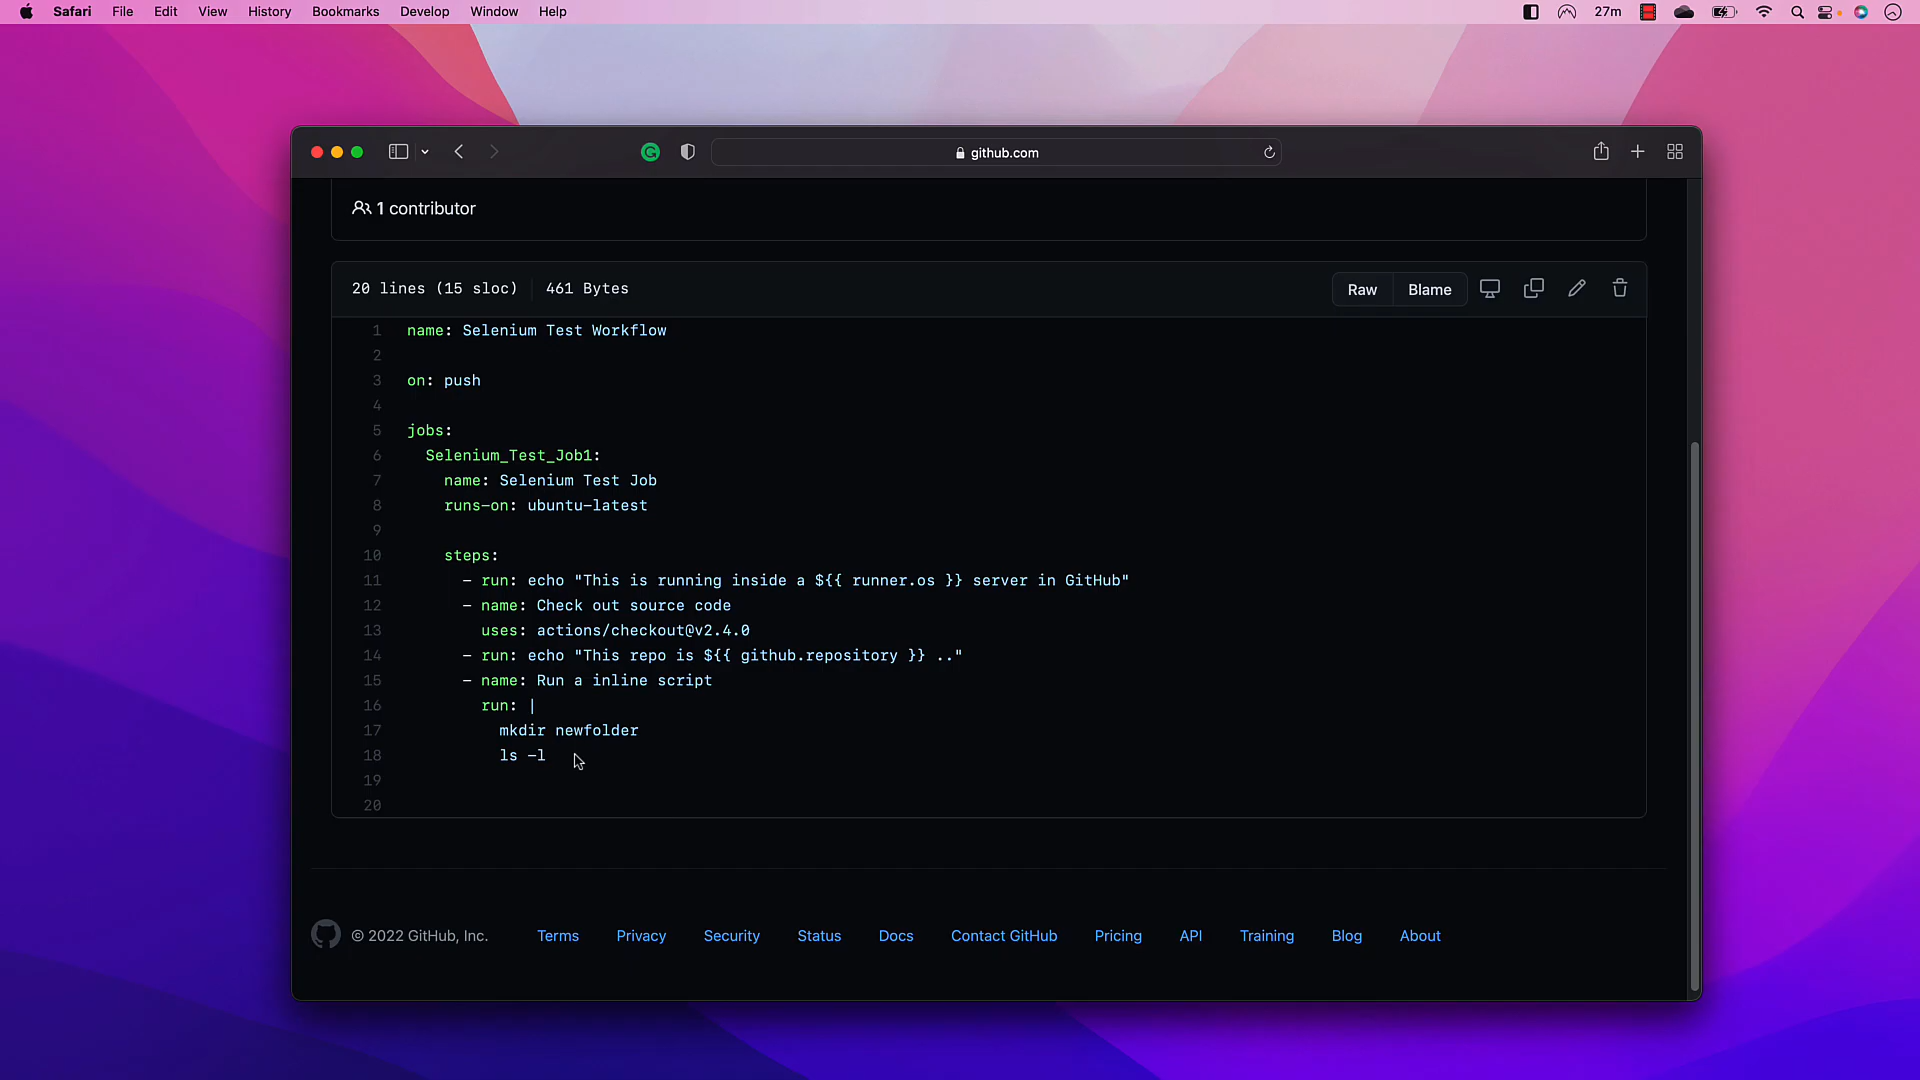 Safari File Edit View History Bookmarks Develop Window Help 27m
github.com
1 contributor
20 lines (15 sloc) 461 Bytes Raw Blame
1 name: Selenium Test Workflow
2
3 on: push
4
5 jobs:
6 Selenium_Test_Job1:
7 name: Selenium Test Job
8 runs-on: ubuntu-latest
9
10 steps:
11 - run: echo "This is running inside a ${{ runner.os }} server in GitHub"
12 - name: Check out source code
13 uses: actions/checkout@v2.4.0
14 - run: echo "This repo is ${{ github.repository }} .."
15 - name: Run a inline script
16 run: |
17 mkdir newfolder
18 ls -l
19
20
© 2022 GitHub, Inc. Terms Privacy Security Status Docs Contact GitHub Pricing API Training Blog About